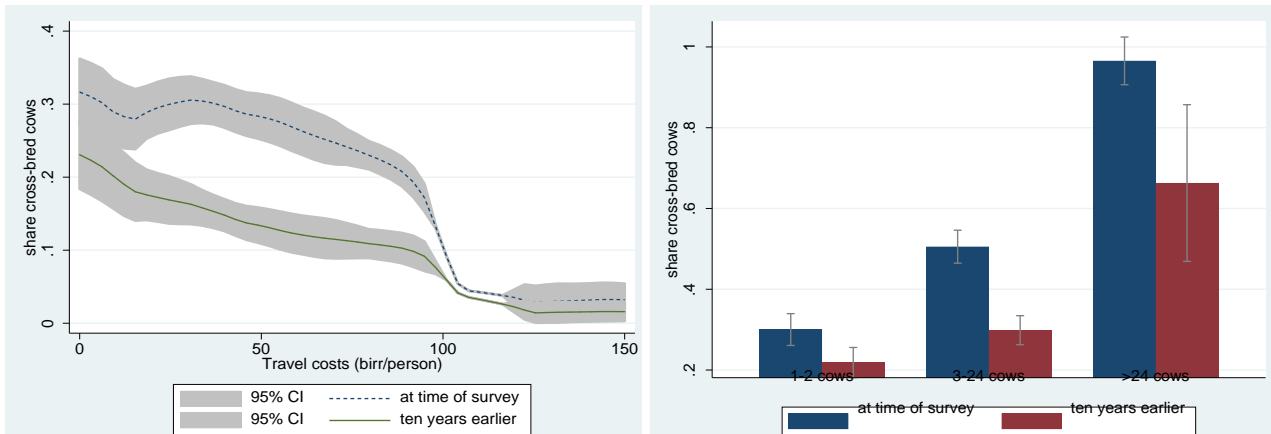 share cross-bred cows
.4
.3
.2
.1
0
0 50 100 150
Travel costs (birr/person)
95% CI at time of survey
95% CI ten years earlier
share cross-bred cows
1
.8
.6
.4
.2
1-2 cows 3-24 cows >24 cows
at time of survey ten years earlier